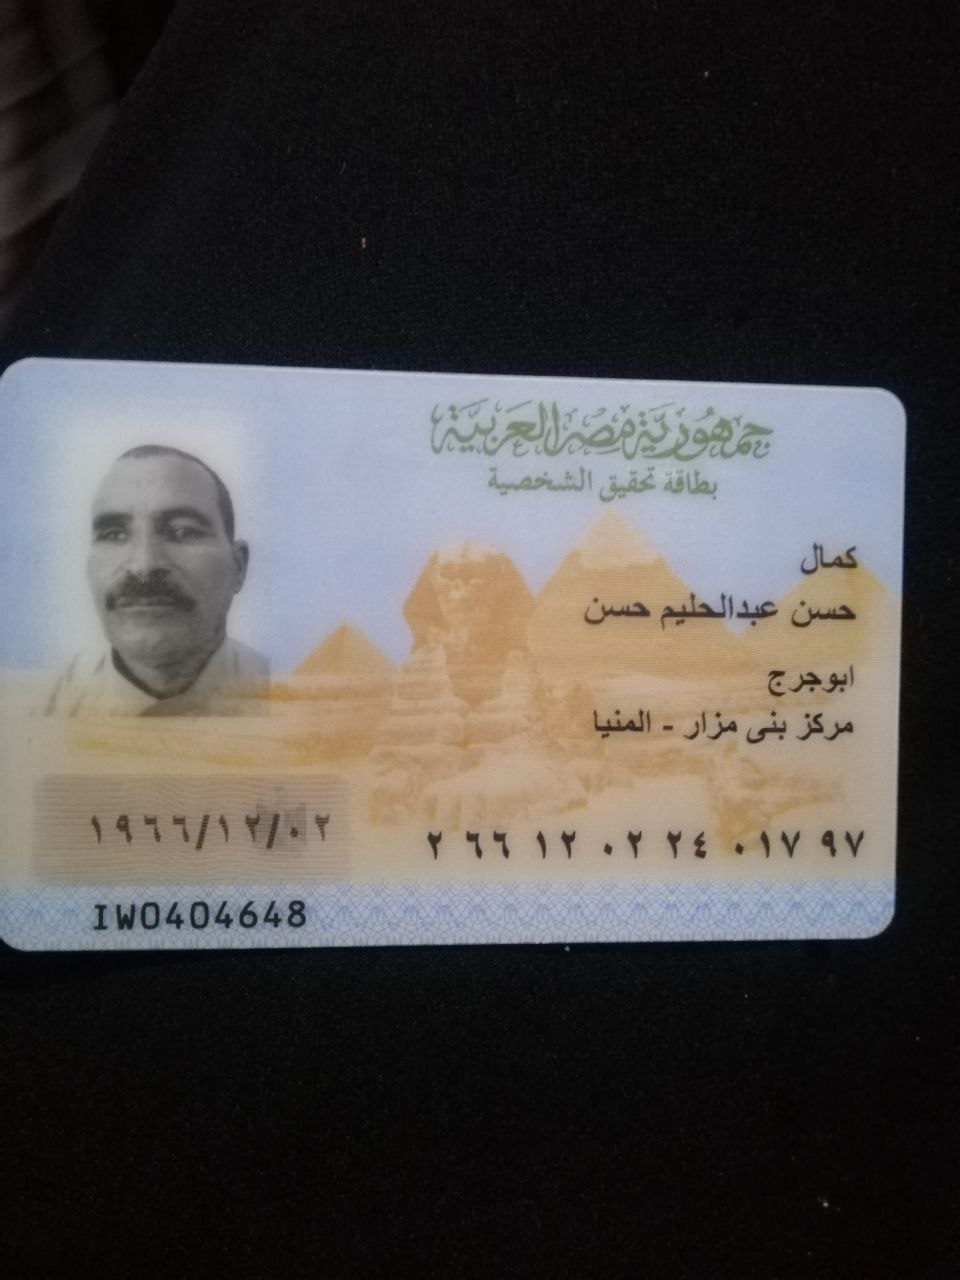 جمهورية مصر العربية
بطاقة تحقيق الشخصية
كمال
حسن عبدالحليم حسن
ابوجرج
مركز بنى مزار - المنيا
٢ ٦٦ ١٢ ٠٢ ٢٤ ٠١٧ ٩٧
١٩٦٦/١٢/٠٢
IW0404648